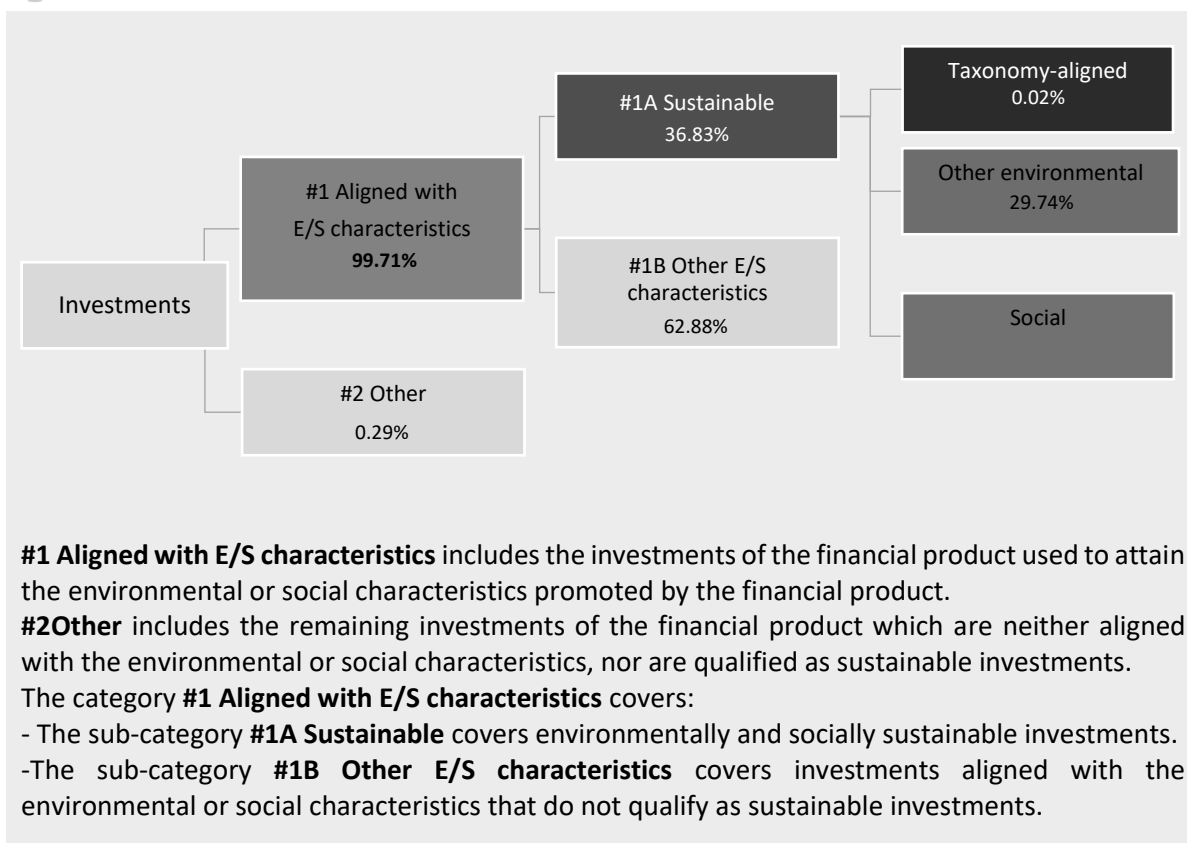 Investments
#1 Aligned with
E/S characteristics
99.71%
#2 Other
0.29%
#1A Sustainable
36.83%
#1B Other E/S
characteristics
62.88%
Taxonomy-aligned
0.02%
Other environmental
29.74%
Social
#1 Aligned with E/S characteristics includes the investments of the financial product used to attain
the environmental or social characteristics promoted by the financial product.
#2Other includes the remaining investments of the financial product which are neither aligned
with the environmental or social characteristics, nor are qualified as sustainable investments.
The category #1 Aligned with E/S characteristics covers:
- The sub-category #1A Sustainable covers environmentally and socially sustainable investments.
-The sub-category #1B Other E/S characteristics covers investments aligned with the
environmental or social characteristics that do not qualify as sustainable investments.